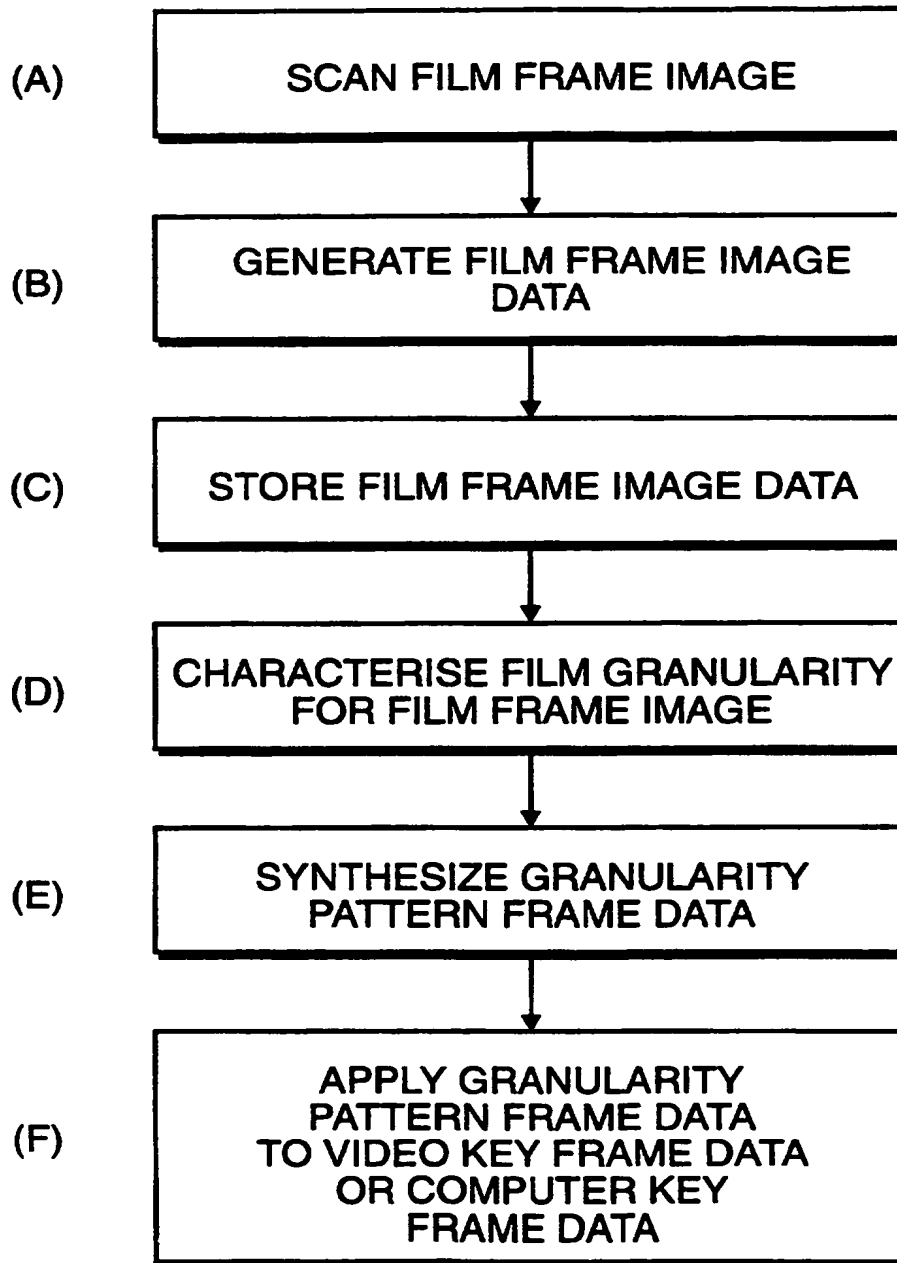 (A)
SCAN FILM FRAME IMAGE
(B)
GENERATE FILM FRAME IMAGE
DATA
(C)
STORE FILM FRAME IMAGE DATA
(D)
CHARACTERISE FILM GRANULARITY
FOR FILM FRAME IMAGE
(E)
SYNTHESIZE GRANULARITY
PATTERN FRAME DATA
(F)
APPLY GRANULARITY
PATTERN FRAME DATA
TO VIDEO KEY FRAME DATA
OR COMPUTER KEY
FRAME DATA